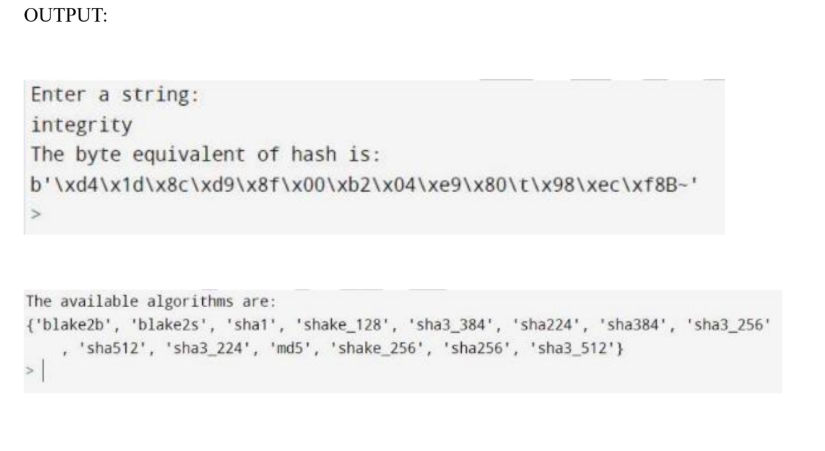 OUTPUT:
Enter a string:
integrity
The byte equivalent of hash is:
b'\xd4\x1d\x8c\xd9\x8f\x00\xb2\x04\xe9\x80\t\x98\xec\xf8B~'
>
The available algorithms are:
{'blake2b', 'blake2s', 'sha1', 'shake_128', 'sha3_384', 'sha224', 'sha384', 'sha3_256'
, 'sha512', 'sha3_224', 'md5', 'shake_256', 'sha256', 'sha3_512'}
>